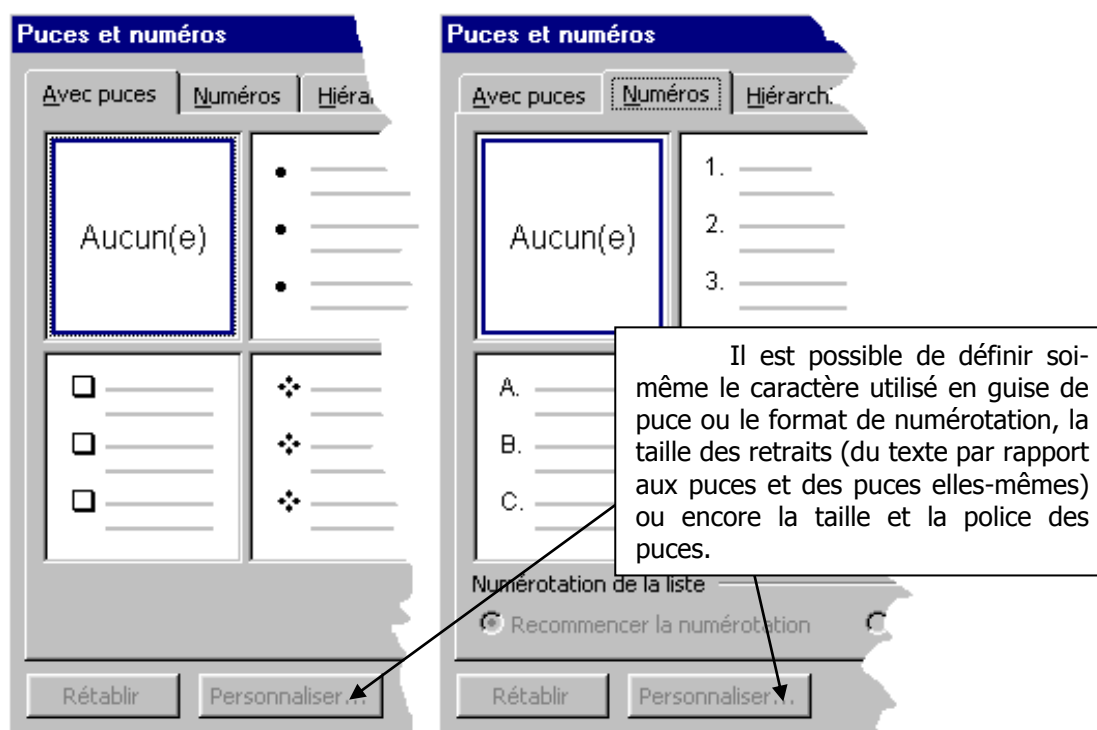 Puces et numéros
Avec puces Numéros Hiéra
Aucun(e)
Rétablir Personnaliser...
Puces et numéros
Avec puces Numéros Hiérarch
Aucun(e)
1.
2.
3.
A.
B.
C.
Il est possible de définir soi-
même le caractère utilisé en guise de
puce ou le format de numérotation, la
taille des retraits (du texte par rapport
aux puces et des puces elles-mêmes)
ou encore la taille et la police des
puces.
Numérotation de la liste
Recommencer la numérotation
Rétablir Personnaliser...